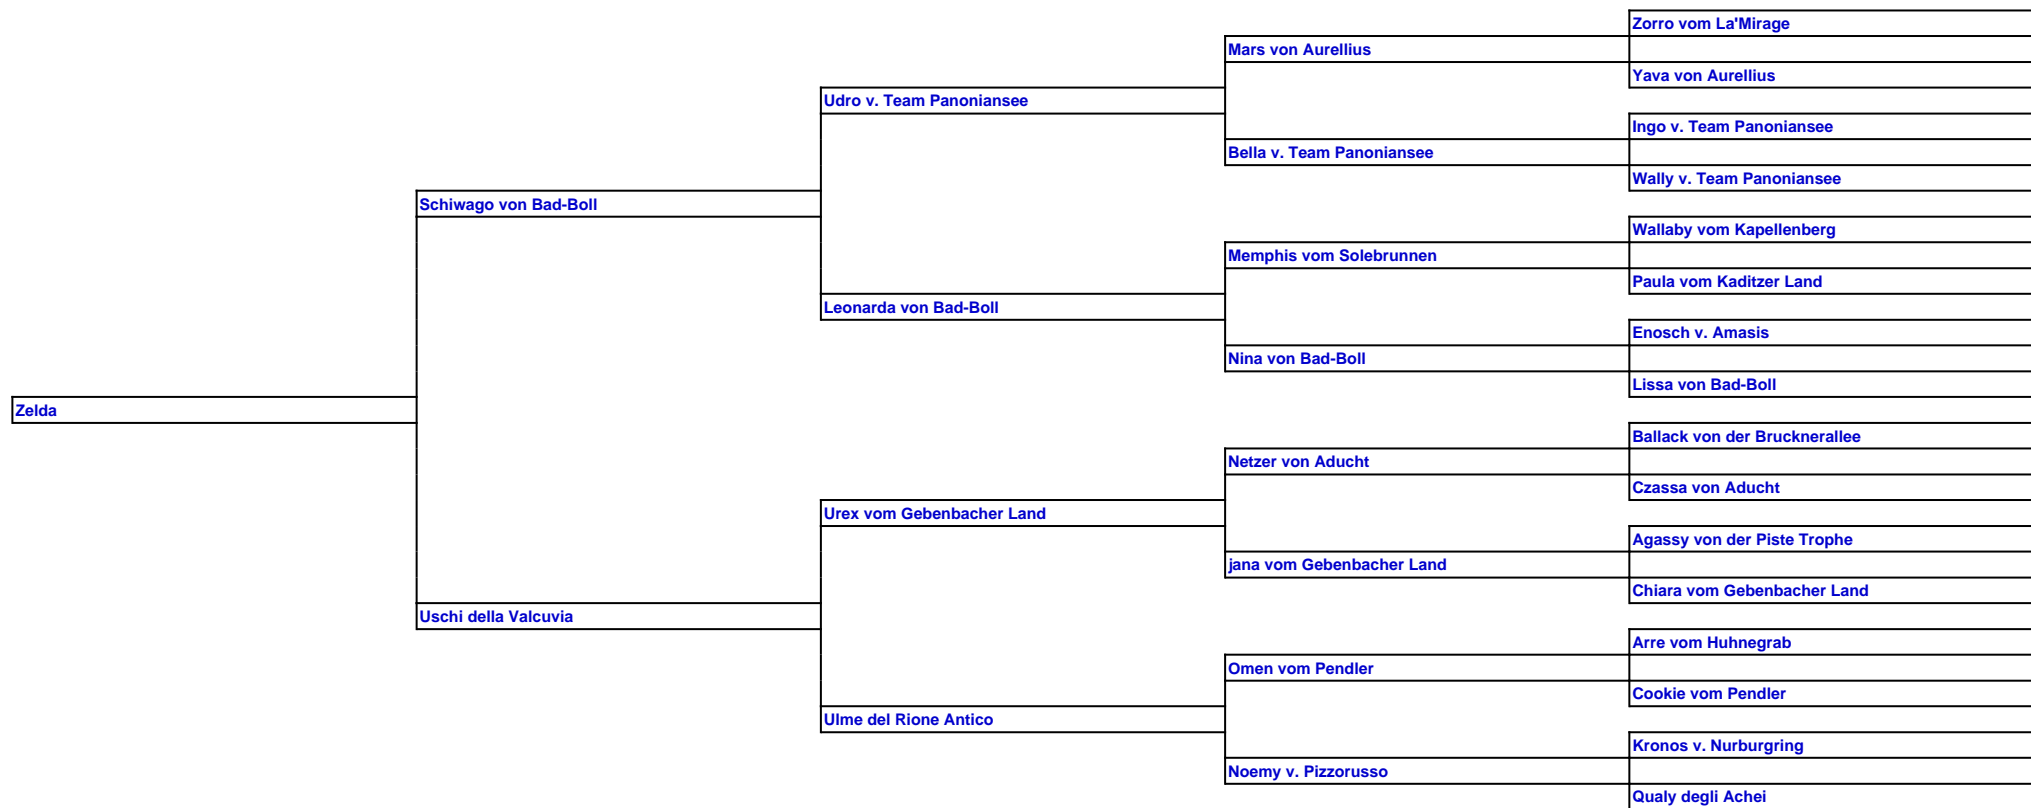 Zorro vom La'Mirage
Mars von Aurellius
Yava von Aurellius
Udro v. Team Panoniansee
Ingo v. Team Panoniansee
Bella v. Team Panoniansee
Wally v. Team Panoniansee
Schiwago von Bad-Boll
Wallaby vom Kapellenberg
Memphis vom Solebrunnen
Paula vom Kaditzer Land
Leonarda von Bad-Boll
Enosch v. Amasis
Nina von Bad-Boll
Lissa von Bad-Boll
Zelda
Ballack von der Brucknerallee
Netzer von Aducht
Czassa von Aducht
Urex vom Gebenbacher Land
Agassy von der Piste Trophe
jana vom Gebenbacher Land
Chiara vom Gebenbacher Land
Uschi della Valcuvia
Arre vom Huhnegrab
Omen vom Pendler
Cookie vom Pendler
Ulme del Rione Antico
Kronos v. Nurburgring
Noemy v. Pizzorusso
Qualy degli Achei